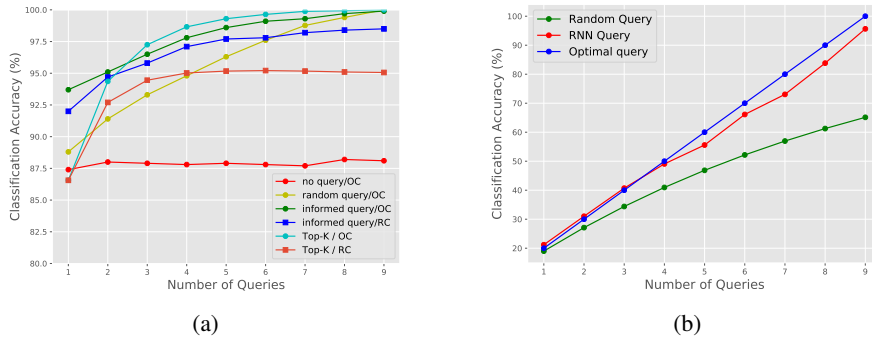 100.0
97.5
95.0
92.5
90.0
87.5
85.0
82.5
80.0
Classification Accuracy (%)
1 2 3 4 5 6 7 8 9
Number of Queries
no query/OC
random query/OC
informed query/OC
informed query/RC
Top-K / OC
Top-K / RC
(a)
100
90
80
70
60
50
40
30
20
Classification Accuracy (%)
1 2 3 4 5 6 7 8 9
Number of Queries
Random Query
RNN Query
Optimal query
(b)